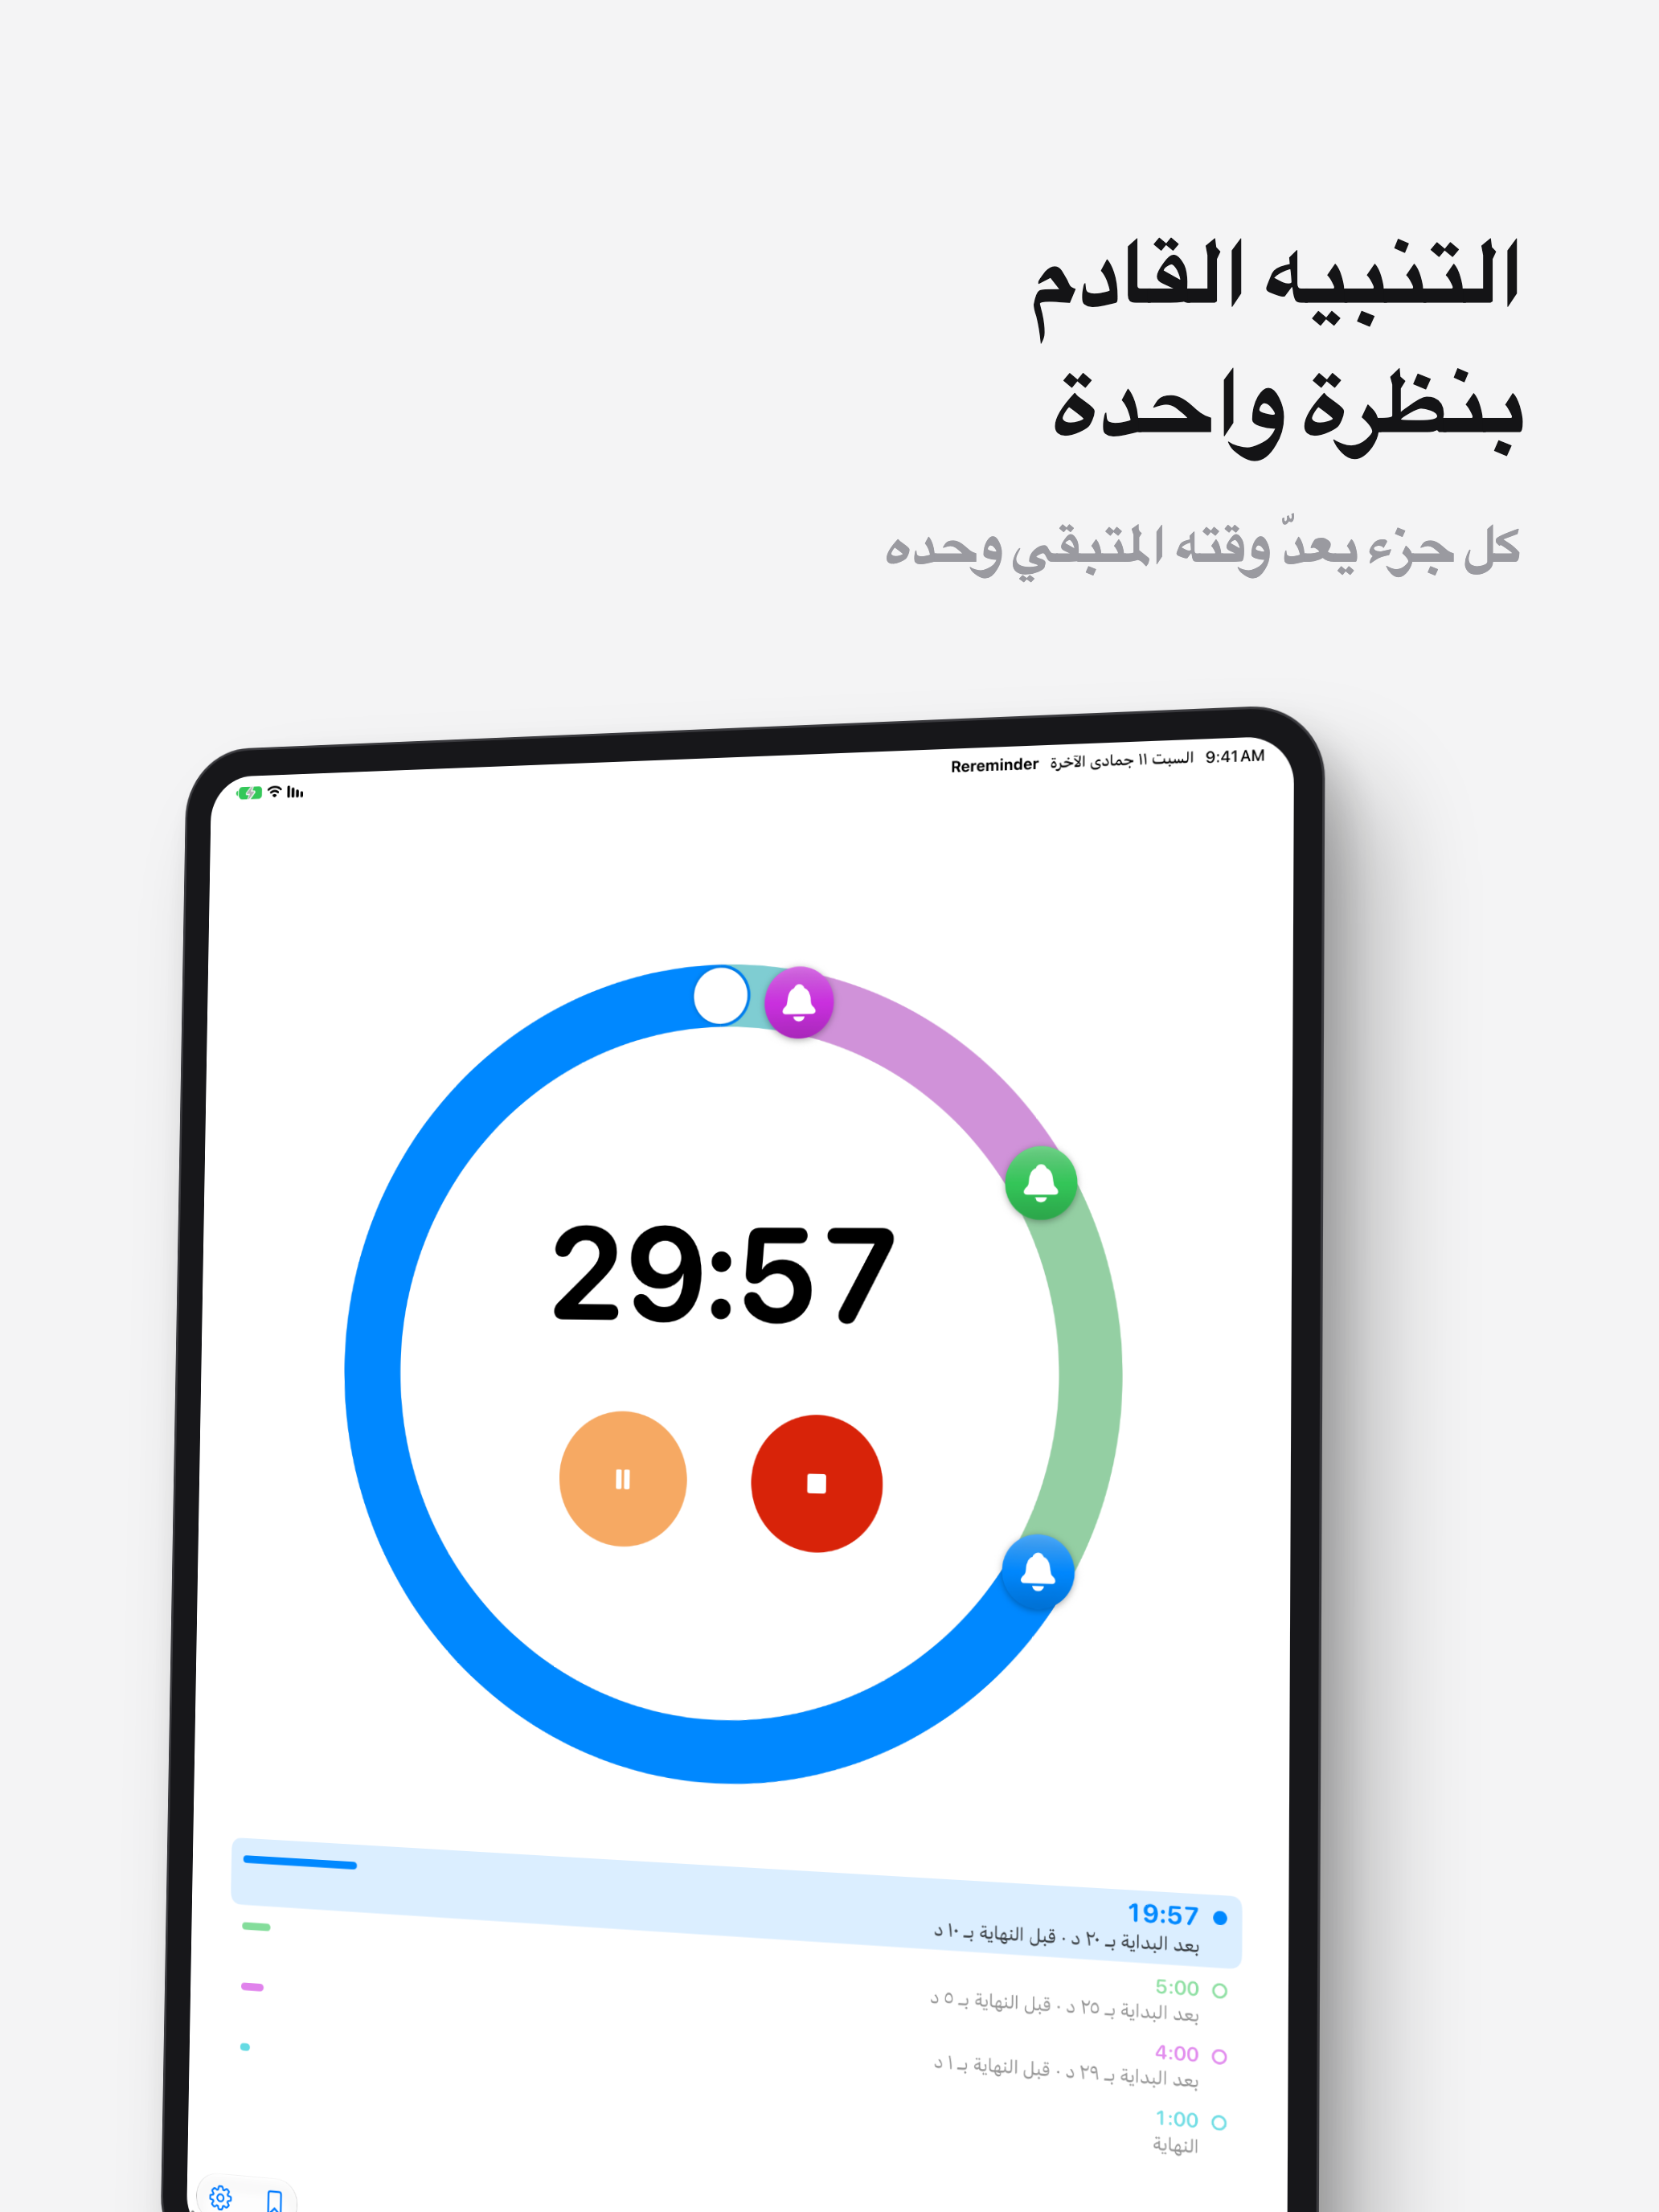 التنبيه القادم
بنظرة واحدة
كل جزء يعدّ وقته المتبقي وحده
9:41 AM السبت ١١ جمادى الآخرة Rereminder
29:57
19:57
بعد البداية بـ ٢٠ د · قبل النهاية بـ ١٠ د
5:00
بعد البداية بـ ٢٥ د · قبل النهاية بـ ٥ د
4:00
بعد البداية بـ ٢٩ د · قبل النهاية بـ ١ د
1:00
النهاية